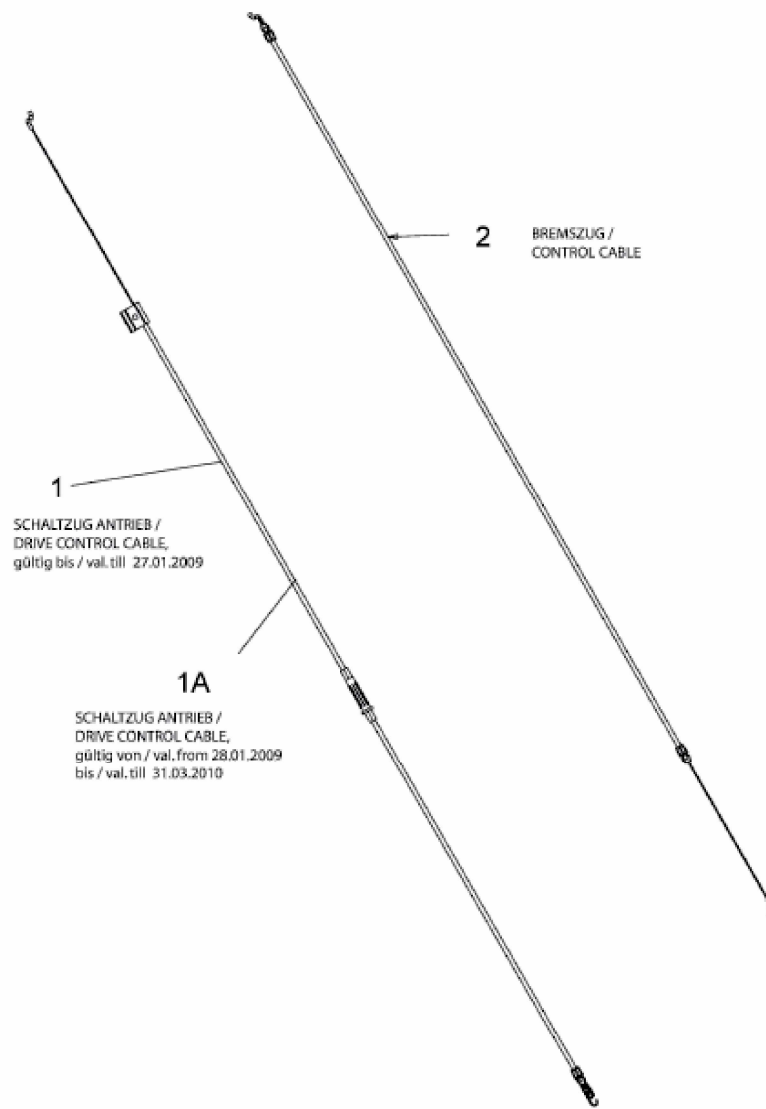 2
BREMSZUG /
CONTROL CABLE
1
SCHALTZUG ANTRIEB /
DRIVE CONTROL CABLE,
gültig bis / val. till 27.01.2009
1A
SCHALTZUG ANTRIEB /
DRIVE CONTROL CABLE,
gültig von / val. from 28.01.2009
bis / val. till 31.03.2010